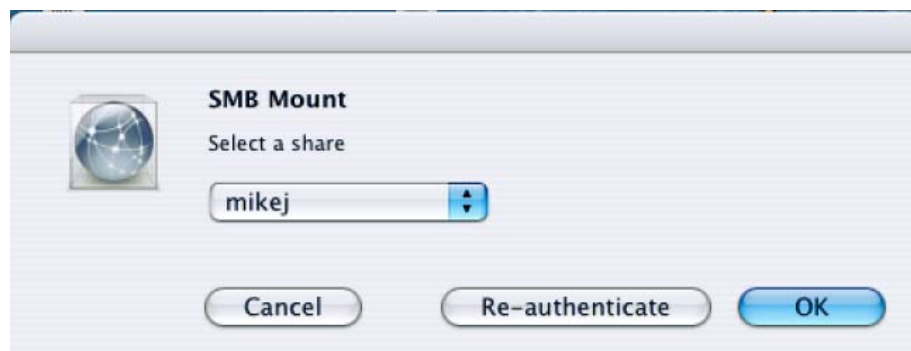 SMB Mount
Select a share
mikej
Cancel
Re-authenticate
OK